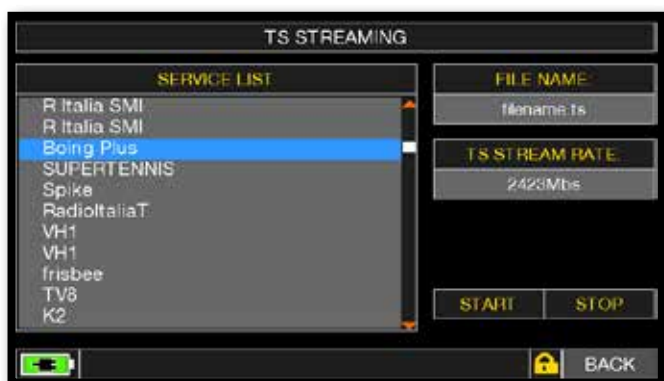 TS STREAMING
SERVICE LIST
R Italia SMI
R Italia SMI
Boing Plus
SUPERTENNIS
Spike
RadioItaliaT
VH1
VH1
frisbee
TV8
K2
FILE NAME:
filename.ts
TS STREAM RATE:
2423Mbs
START
STOP
BACK